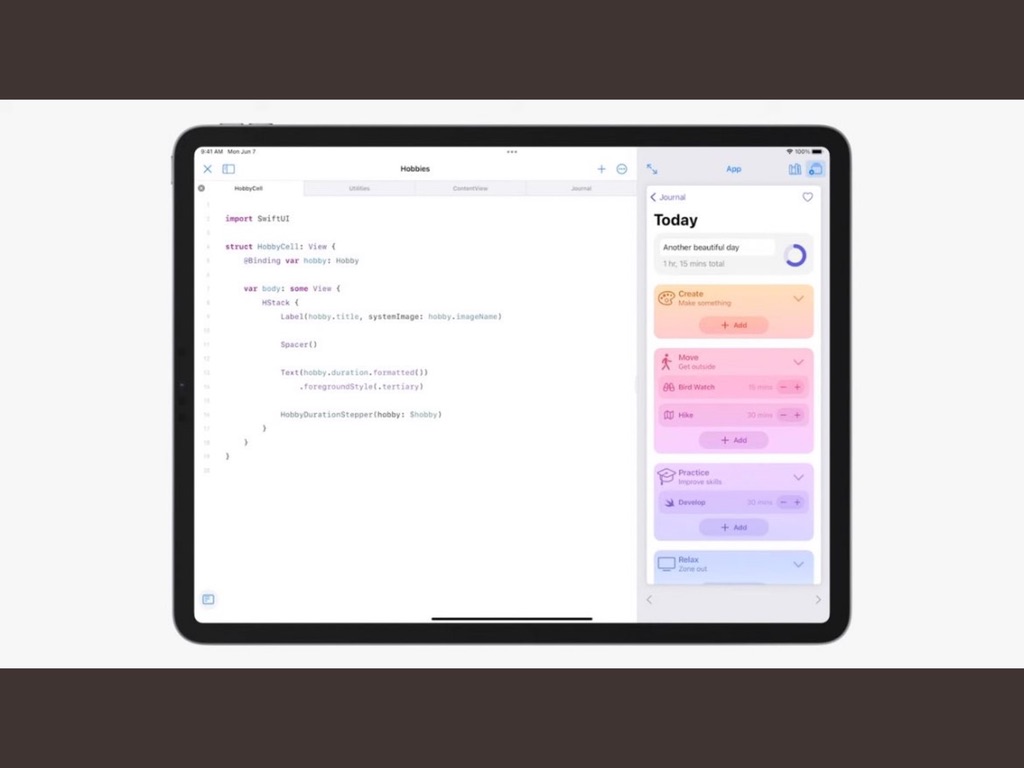 9:41 AM Mon Jun 7
100%
Hobbies
App
HobbyCell
Utilities
ContentView
Journal
1
2
3
4
5
6
7
8
9
10
11
12
13
14
15
16
17
18
19
20
import SwiftUI
struct HobbyCell: View {
@Binding var hobby: Hobby
var body: some View {
HStack {
Label(hobby.title, systemImage: hobby.imageName)
Spacer()
Text(hobby.duration.formatted())
.foregroundStyle(.tertiary)
HobbyDurationStepper(hobby: $hobby)
}
}
}
Journal
Today
Another beautiful day
1 hr, 15 mins total
Create
Make something
+ Add
Move
Get outside
Bird Watch 15 mins − +
Hike 30 mins − +
+ Add
Practice
Improve skills
Develop 30 mins − +
+ Add
Relax
Zone out